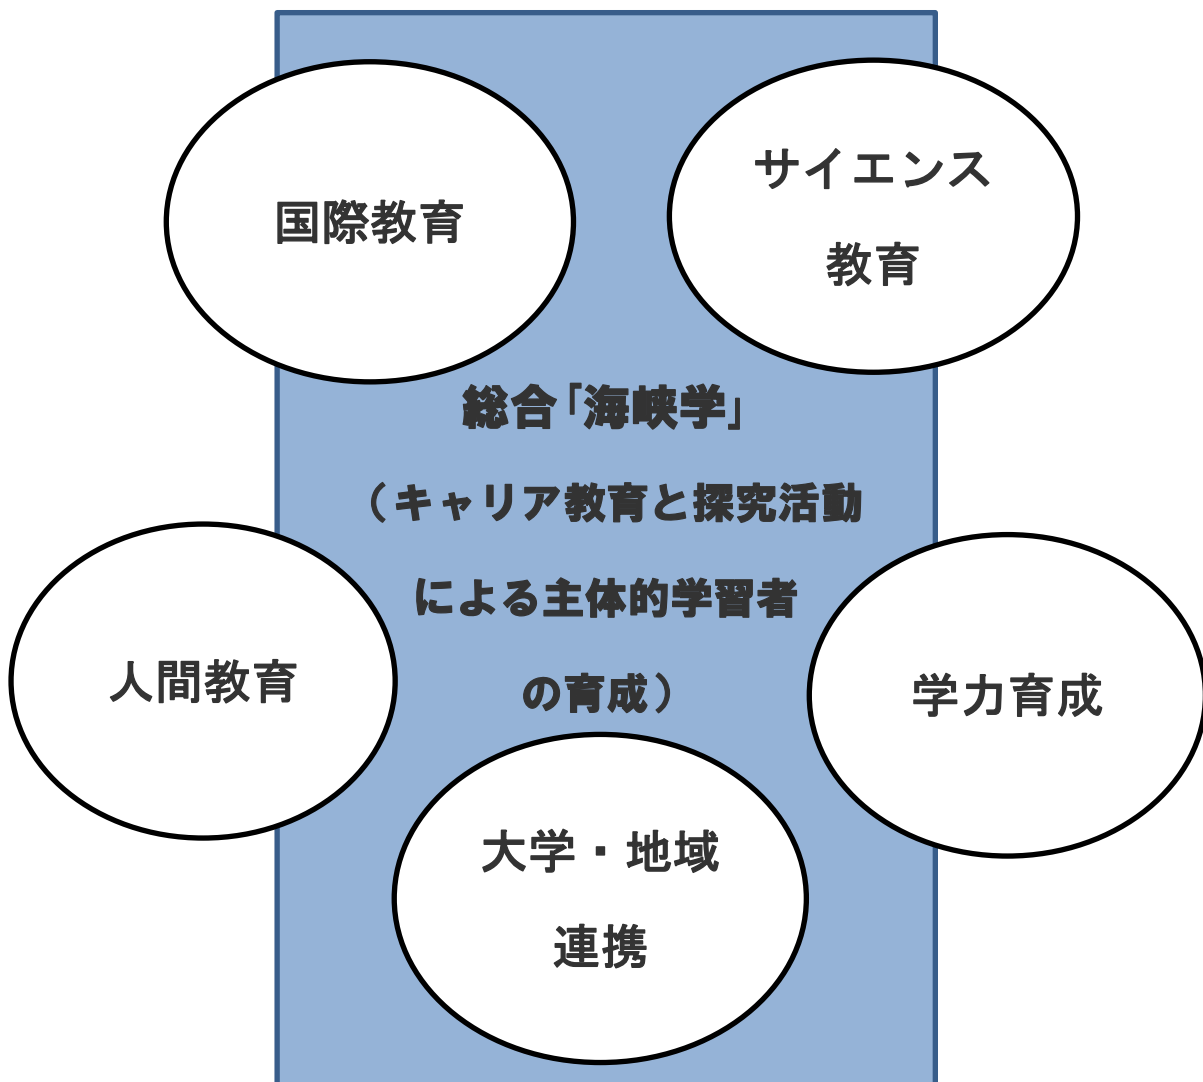 国際教育
サイエンス
教育
総合「海峡学」
（キャリア教育と探究活動
による主体的学習者
の育成）
人間教育
学力育成
大学・地域
連携